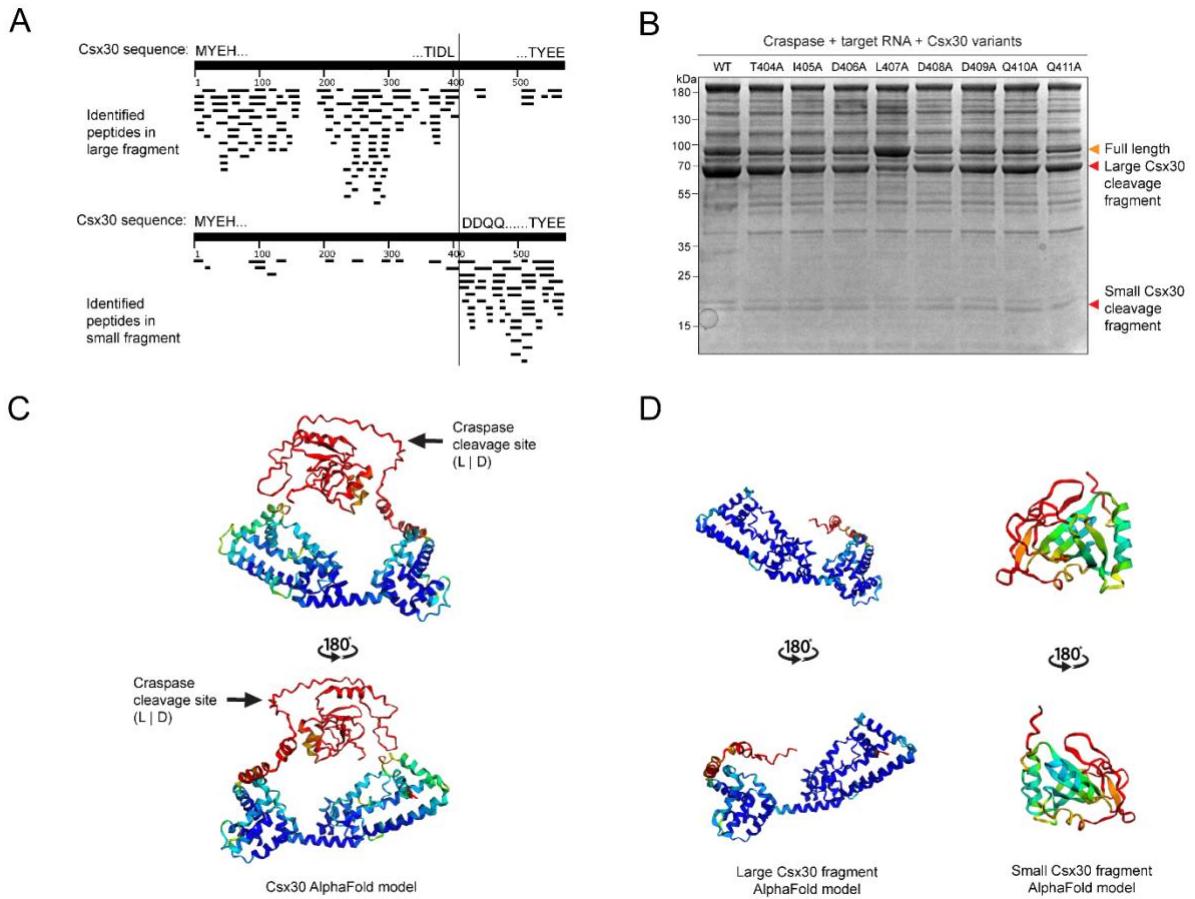 A
Csx30 sequence: MYEH... ...TIDL ...TYEE
1 100 200 300 400 500
Identified
peptides in
large fragment
Csx30 sequence: MYEH... DDQQ......TYEE
1 100 200 300 400 500
Identified
peptides in
small fragment
B
Craspase + target RNA + Csx30 variants
WT T404A I405A D406A L407A D408A D409A Q410A Q411A
kDa
180
130
100
70
55
35
25
15
Full length
Large Csx30
cleavage
fragment
Small Csx30
cleavage
fragment
C
Craspase
cleavage site
(L | D)
180°
Craspase
cleavage site
(L | D)
Csx30 AlphaFold model
D
180°
180°
Large Csx30 fragment
AlphaFold model
Small Csx30 fragment
AlphaFold model